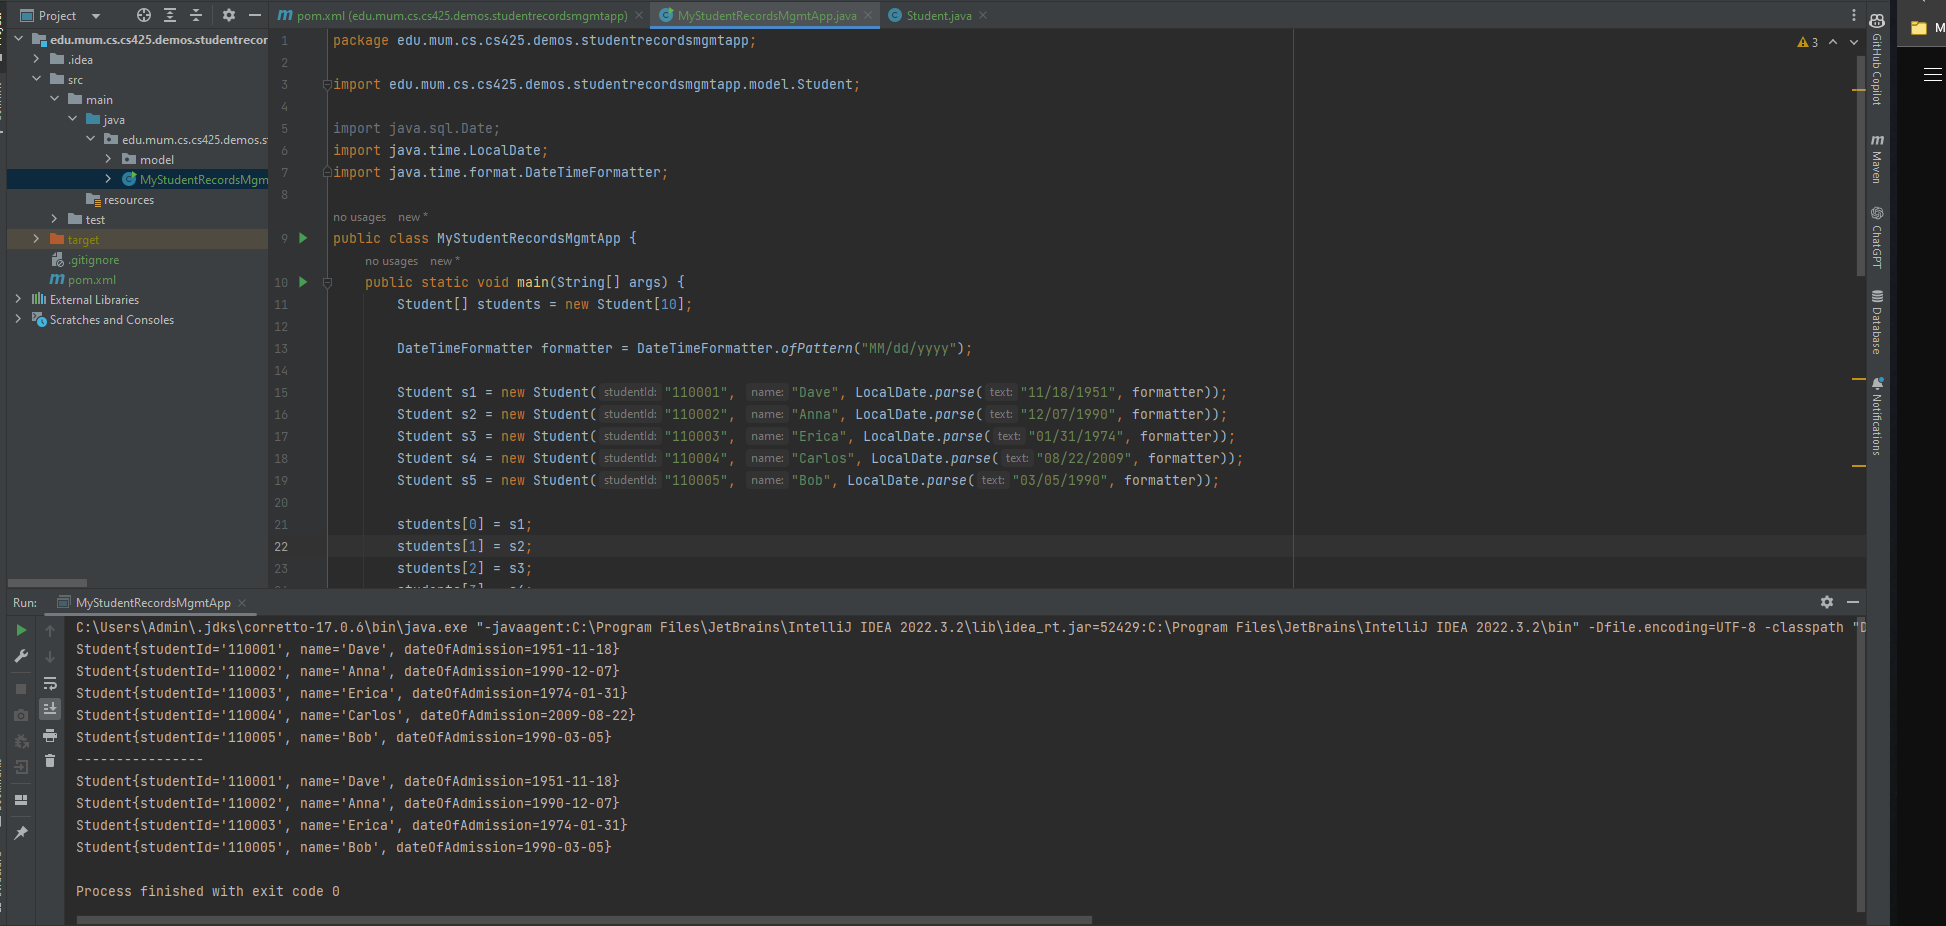 Project
pom.xml (edu.mum.cs.cs425.demos.studentrecordsmgmtapp)
MyStudentRecordsMgmtApp.java
Student.java
edu.mum.cs.cs425.demos.studentrecor
.idea
src
main
java
edu.mum.cs.cs425.demos.s
model
MyStudentRecordsMgm
resources
test
target
.gitignore
pom.xml
External Libraries
Scratches and Consoles
3
1 package edu.mum.cs.cs425.demos.studentrecordsmgmtapp;
2
3 import edu.mum.cs.cs425.demos.studentrecordsmgmtapp.model.Student;
4
5 import java.sql.Date;
6 import java.time.LocalDate;
7 import java.time.format.DateTimeFormatter;
8
no usages new *
9 public class MyStudentRecordsMgmtApp {
no usages new *
10 public static void main(String[] args) {
11 Student[] students = new Student[10];
12
13 DateTimeFormatter formatter = DateTimeFormatter.ofPattern("MM/dd/yyyy");
14
15 Student s1 = new Student( studentId: "110001", name: "Dave", LocalDate.parse( text: "11/18/1951", formatter));
16 Student s2 = new Student( studentId: "110002", name: "Anna", LocalDate.parse( text: "12/07/1990", formatter));
17 Student s3 = new Student( studentId: "110003", name: "Erica", LocalDate.parse( text: "01/31/1974", formatter));
18 Student s4 = new Student( studentId: "110004", name: "Carlos", LocalDate.parse( text: "08/22/2009", formatter));
19 Student s5 = new Student( studentId: "110005", name: "Bob", LocalDate.parse( text: "03/05/1990", formatter));
20
21 students[0] = s1;
22 students[1] = s2;
23 students[2] = s3;
GitHub Copilot
Maven
ChatGPT
Database
Notifications
M
Run: MyStudentRecordsMgmtApp
C:\Users\Admin\.jdks\corretto-17.0.6\bin\java.exe "-javaagent:C:\Program Files\JetBrains\IntelliJ IDEA 2022.3.2\lib\idea_rt.jar=52429:C:\Program Files\JetBrains\IntelliJ IDEA 2022.3.2\bin" -Dfile.encoding=UTF-8 -classpath "D
Student{studentId='110001', name='Dave', dateOfAdmission=1951-11-18}
Student{studentId='110002', name='Anna', dateOfAdmission=1990-12-07}
Student{studentId='110003', name='Erica', dateOfAdmission=1974-01-31}
Student{studentId='110004', name='Carlos', dateOfAdmission=2009-08-22}
Student{studentId='110005', name='Bob', dateOfAdmission=1990-03-05}
----------------
Student{studentId='110001', name='Dave', dateOfAdmission=1951-11-18}
Student{studentId='110002', name='Anna', dateOfAdmission=1990-12-07}
Student{studentId='110003', name='Erica', dateOfAdmission=1974-01-31}
Student{studentId='110005', name='Bob', dateOfAdmission=1990-03-05}
Process finished with exit code 0